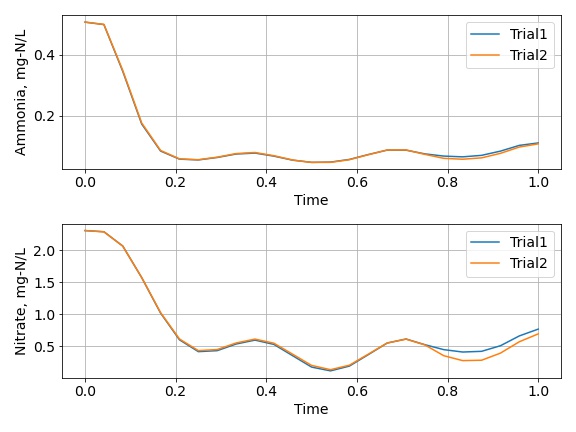 Ammonia, mg-N/L
0.4
0.2
Trial1
Trial2
0.0 0.2 0.4 0.6 0.8 1.0
Time
Nitrate, mg-N/L
2.0
1.5
1.0
0.5
Trial1
Trial2
0.0 0.2 0.4 0.6 0.8 1.0
Time